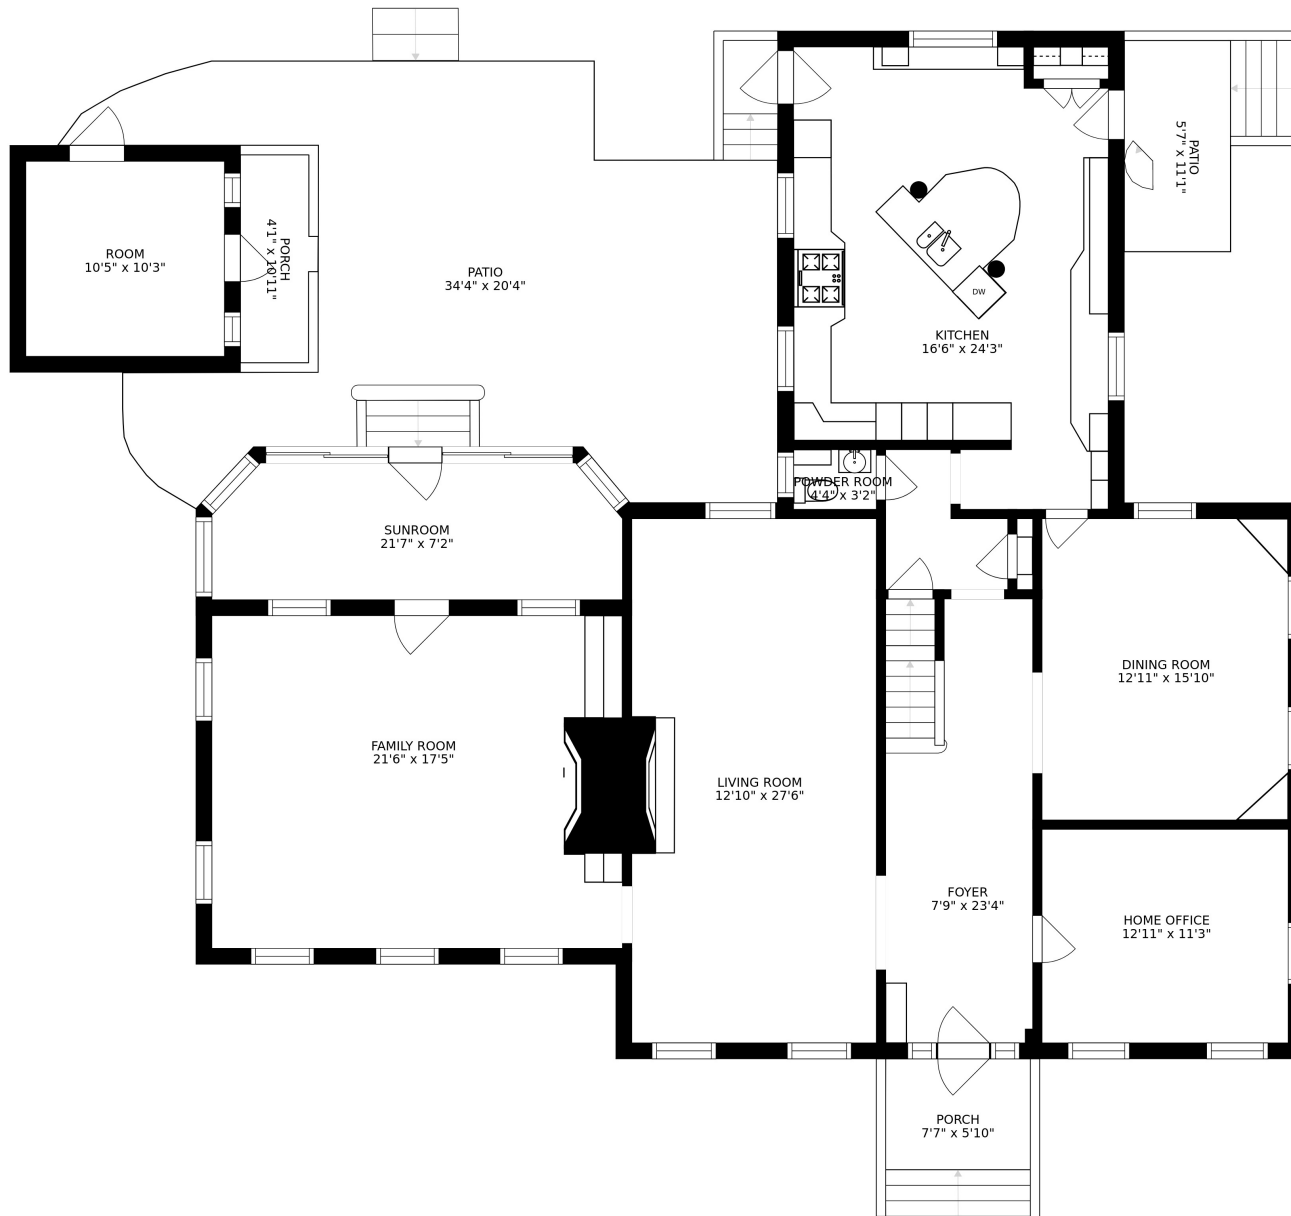 PATIO
5'7" x 11'1"
ROOM
10'5" x 10'3"
PORCH
4'1" x 10'11"
PATIO
34'4" x 20'4"
DW
KITCHEN
16'6" x 24'3"
POWDER ROOM
4'4" x 3'2"
SUNROOM
21'7" x 7'2"
DINING ROOM
12'11" x 15'10"
FAMILY ROOM
21'6" x 17'5"
LIVING ROOM
12'10" x 27'6"
FOYER
7'9" x 23'4"
HOME OFFICE
12'11" x 11'3"
PORCH
7'7" x 5'10"